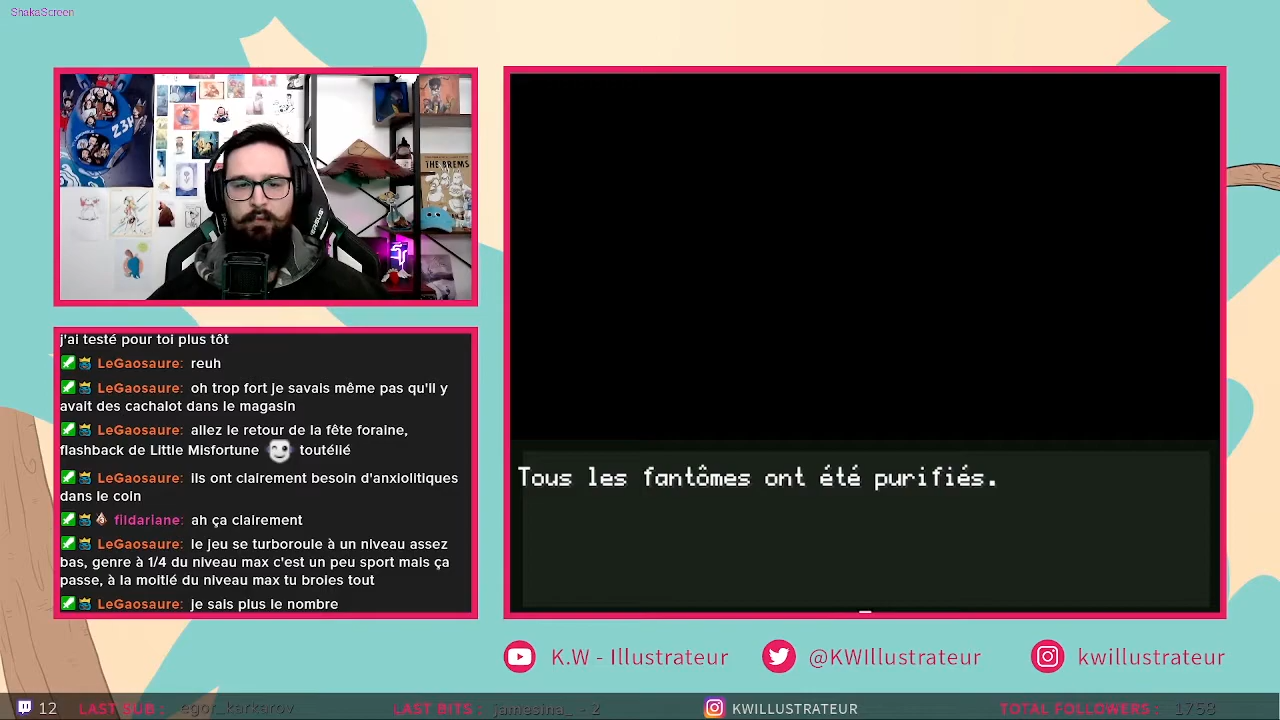 ShakaScreen
Z3K
THE BREMS
j'ai testé pour toi plus tôt
LeGaosaure: reuh
LeGaosaure: oh trop fort je savais même pas qu'il y
avait des cachalot dans le magasin
LeGaosaure: allez le retour de la fête foraine,
flashback de Little Misfortune toutélié
LeGaosaure: Ils ont clairement besoin d'anxiolitiques
dans le coin
fildariane: ah ça clairement
LeGaosaure: le jeu se turboroule à un niveau assez
bas, genre à 1/4 du niveau max c'est un peu sport mais ça
passe, à la moitié du niveau max tu broles tout
LeGaosaure: je sais plus le nombre
Tous les fantômes ont été purifiés.
K.W - Illustrateur
@KWIllustrateur
kwillustrateur
12
LAST SUB : egor_karkarov
LAST BITS : jamesina_ - 2
KWILLUSTRATEUR
TOTAL FOLLOWERS : 1758